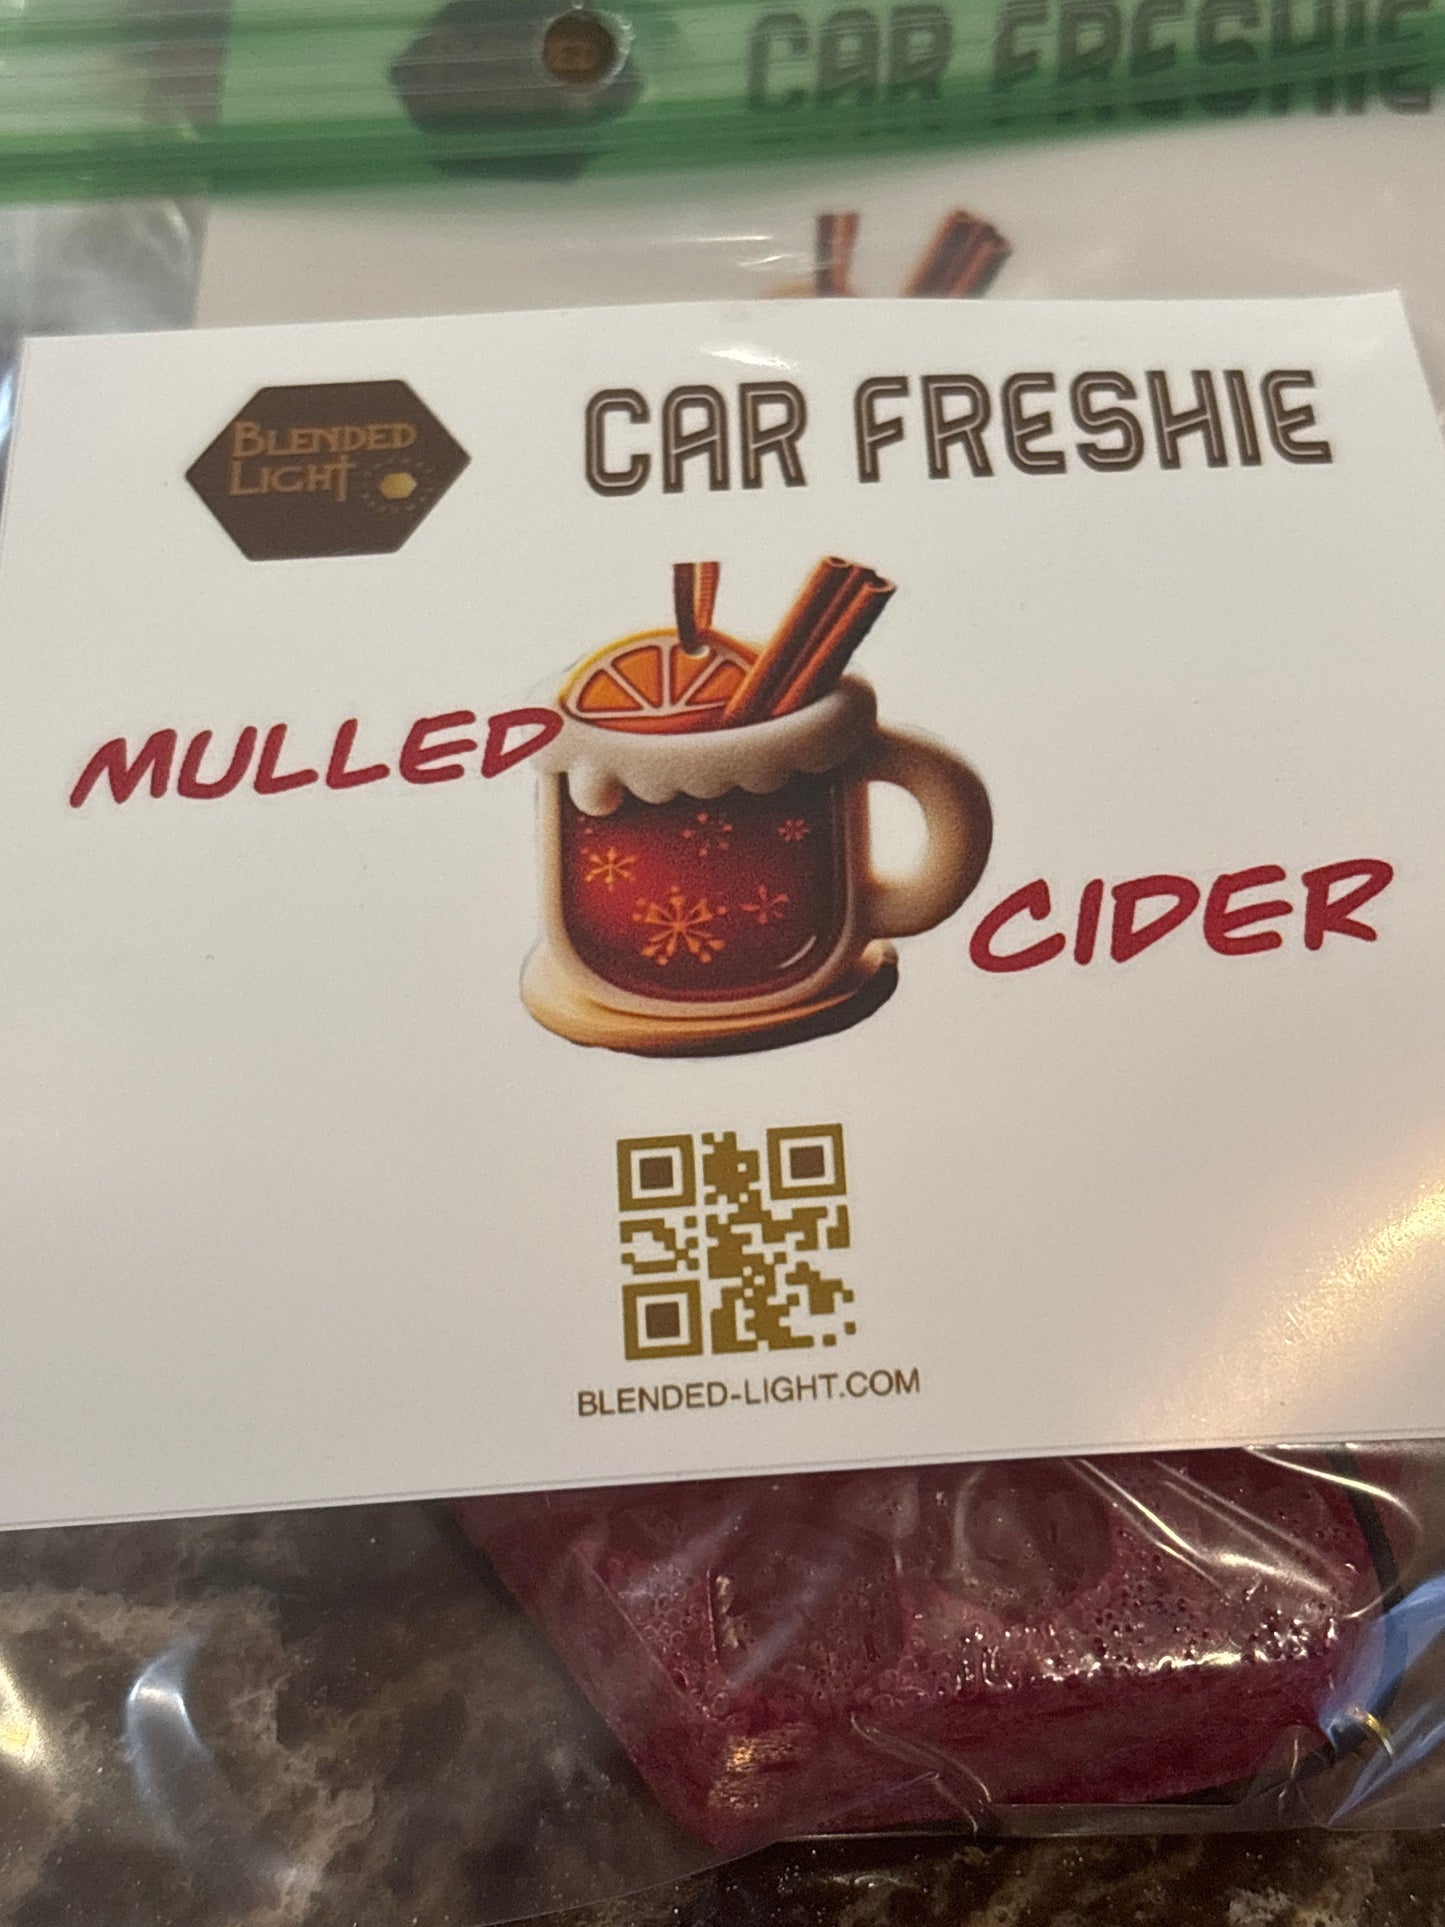 CAR FRESHIE
BLENDED
LIGHT
CAR FRESHIE
MULLED
CIDER
BLENDED-LIGHT.COM